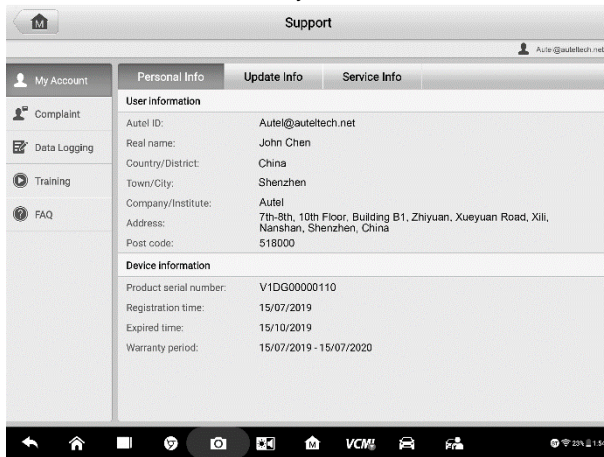 Support
Autel@auteltech.net
My Account
Complaint
Data Logging
Training
FAQ
Personal Info Update Info Service Info
User information
Autel ID: Autel@auteltech.net
Real name: John Chen
Country/District: China
Town/City: Shenzhen
Company/Institute: Autel
Address: 7th-8th, 10th Floor, Building B1, Zhiyuan, Xueyuan Road, Xili,
Nanshan, Shenzhen, China
Post code: 518000
Device information
Product serial number: V1DG00000110
Registration time: 15/07/2019
Expired time: 15/10/2019
Warranty period: 15/07/2019 - 15/07/2020
M VCMI 23% 1:54